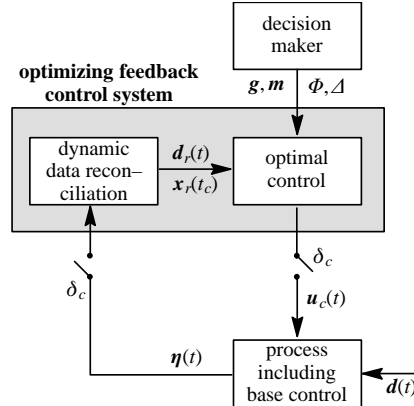 decision
maker
optimizing feedback
control system
g, m
Φ, Δ
dynamic
data recon–
ciliation
d_r(t)
x_r(t_c)
optimal
control
δ_c
δ_c
u_c(t)
η(t)
process
including
base control
d(t)